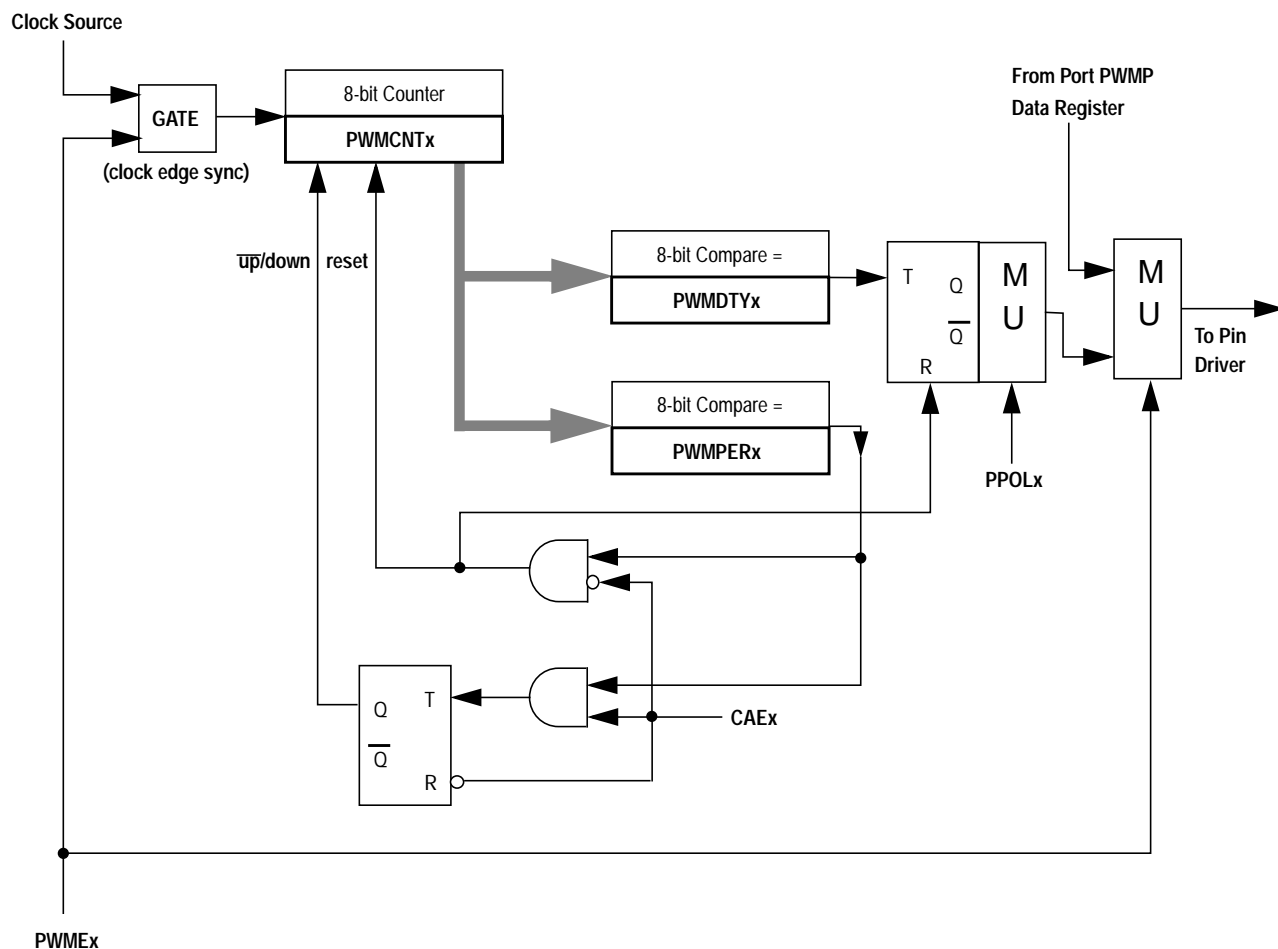 Clock Source
From Port PWMP
Data Register
8-bit Counter
GATE
PWMCNTx
(clock edge sync)
up/down
reset
8-bit Compare =
PWMDTYx
T
Q
Q
R
M
U
M
U
To Pin
Driver
8-bit Compare =
PWMPERx
PPOLx
Q
T
Q
R
CAEx
PWMEx